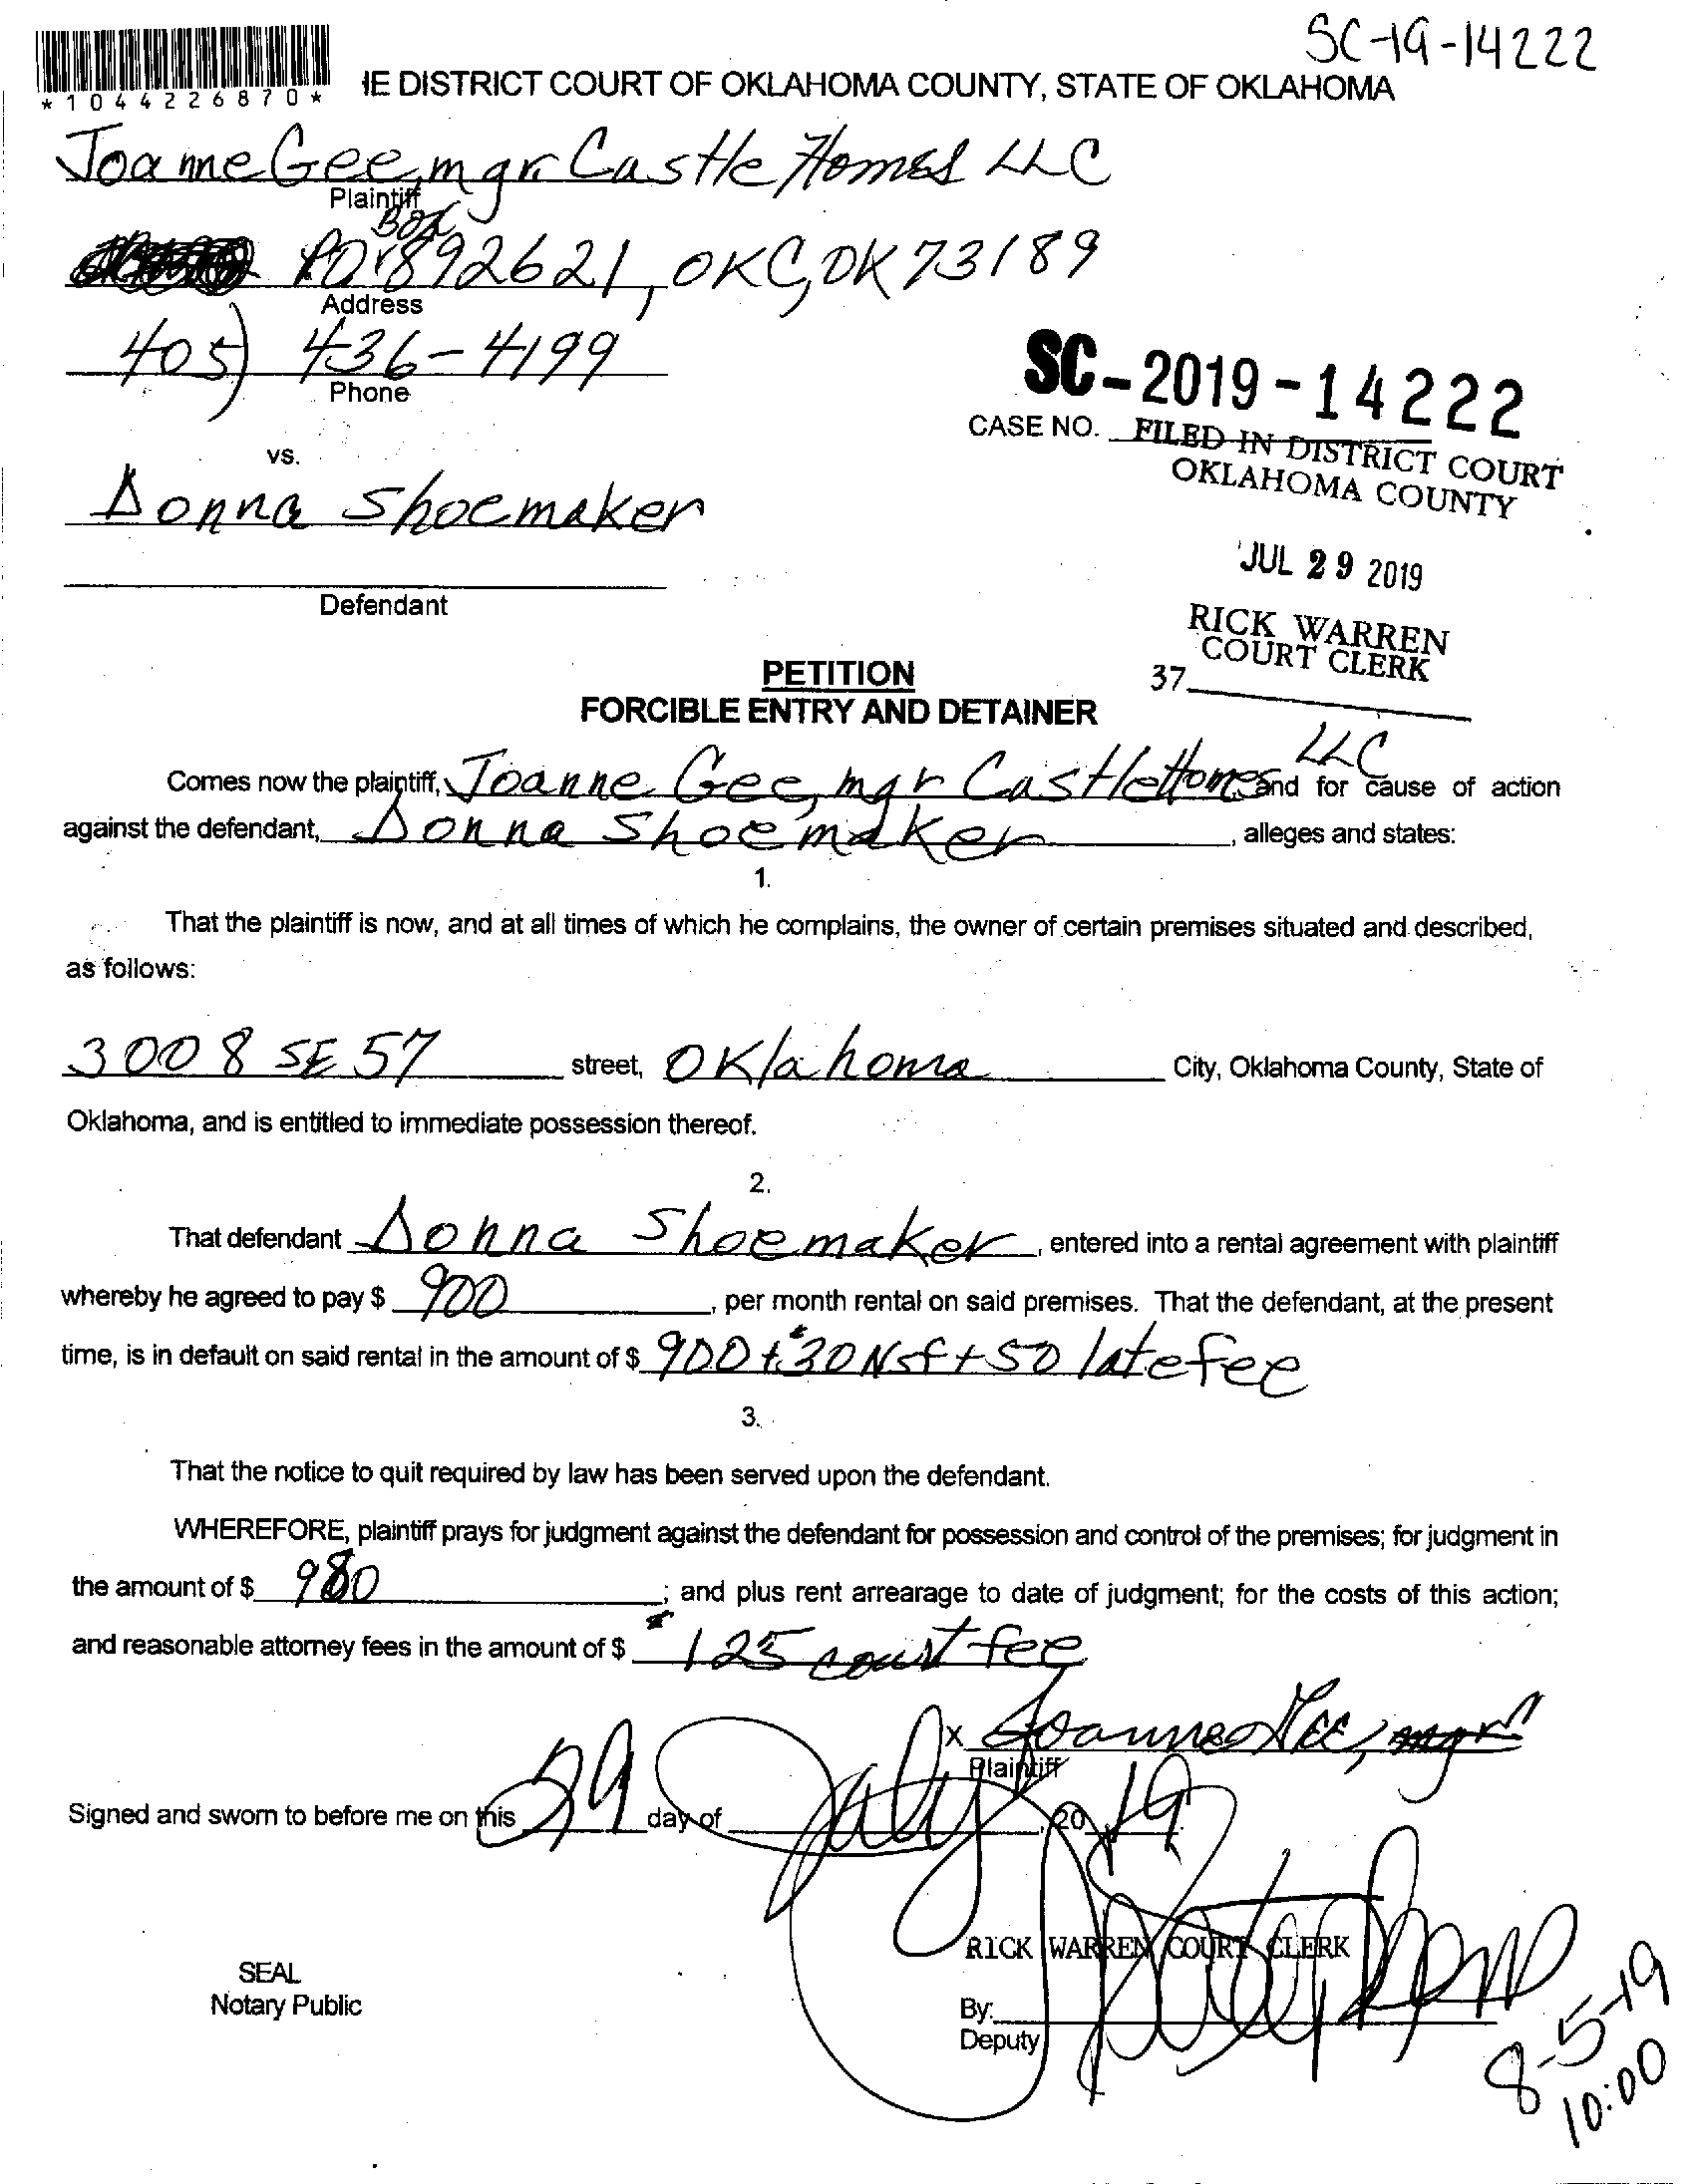 SC-19-14222
*1044226870*
IE DISTRICT COURT OF OKLAHOMA COUNTY, STATE OF OKLAHOMA
Joanne Gee, mgr Castle Homes LLC
Plaintiff
Box
PO 892621, OKC, OK 73189
Address
405) 436-4199
Phone
SC-2019-14222
CASE NO.
FILED IN DISTRICT COURT
OKLAHOMA COUNTY
vs.
Donna Shoemaker
JUL 29 2019
Defendant
RICK WARREN
COURT CLERK
37
PETITION
FORCIBLE ENTRY AND DETAINER
Comes now the plaintiff, Joanne Gee, mgr Castle Homes LLC and for cause of action
against the defendant, Donna Shoemaker, alleges and states:
1.
That the plaintiff is now, and at all times of which he complains, the owner of certain premises situated and described,
as follows:
3008 SE 57 street, Oklahoma City, Oklahoma County, State of
Oklahoma, and is entitled to immediate possession thereof.
2.
That defendant Donna Shoemaker, entered into a rental agreement with plaintiff
whereby he agreed to pay $ 900, per month rental on said premises. That the defendant, at the present
time, is in default on said rental in the amount of $ 900 + $30 NSf + 50 late fee
3.
That the notice to quit required by law has been served upon the defendant.
WHEREFORE, plaintiff prays for judgment against the defendant for possession and control of the premises; for judgment in
the amount of $ 980; and plus rent arrearage to date of judgment; for the costs of this action;
and reasonable attorney fees in the amount of $ 125 court fee
x Joanne Gee, mgr
Plaintiff
Signed and sworn to before me on this 29 day of July, 20 19.
RICK WARREN COURT CLERK
SEAL
Notary Public
By:
Deputy
8-5-19
10:00